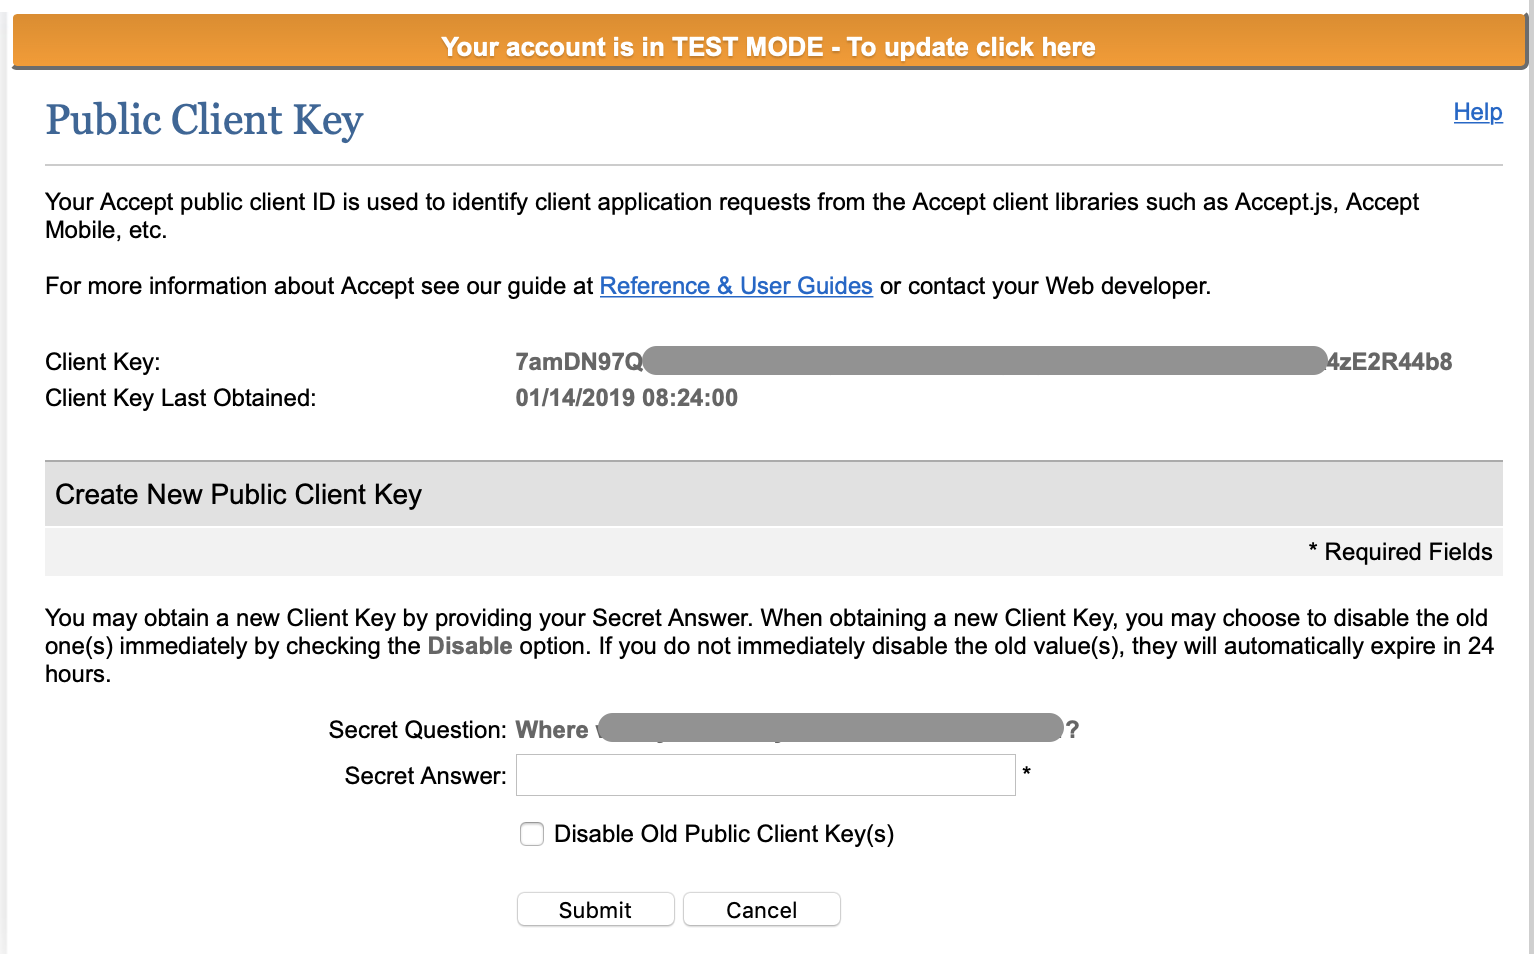 Your account is in TEST MODE - To update click here
Public Client Key
Help
Your Accept public client ID is used to identify client application requests from the Accept client libraries such as Accept.js, Accept
Mobile, etc.
For more information about Accept see our guide at Reference & User Guides or contact your Web developer.
Client Key: 7amDN97Q 4zE2R44b8
Client Key Last Obtained: 01/14/2019 08:24:00
Create New Public Client Key
* Required Fields
You may obtain a new Client Key by providing your Secret Answer. When obtaining a new Client Key, you may choose to disable the old
one(s) immediately by checking the Disable option. If you do not immediately disable the old value(s), they will automatically expire in 24
hours.
Secret Question: Where ?
Secret Answer: *
Disable Old Public Client Key(s)
Submit Cancel